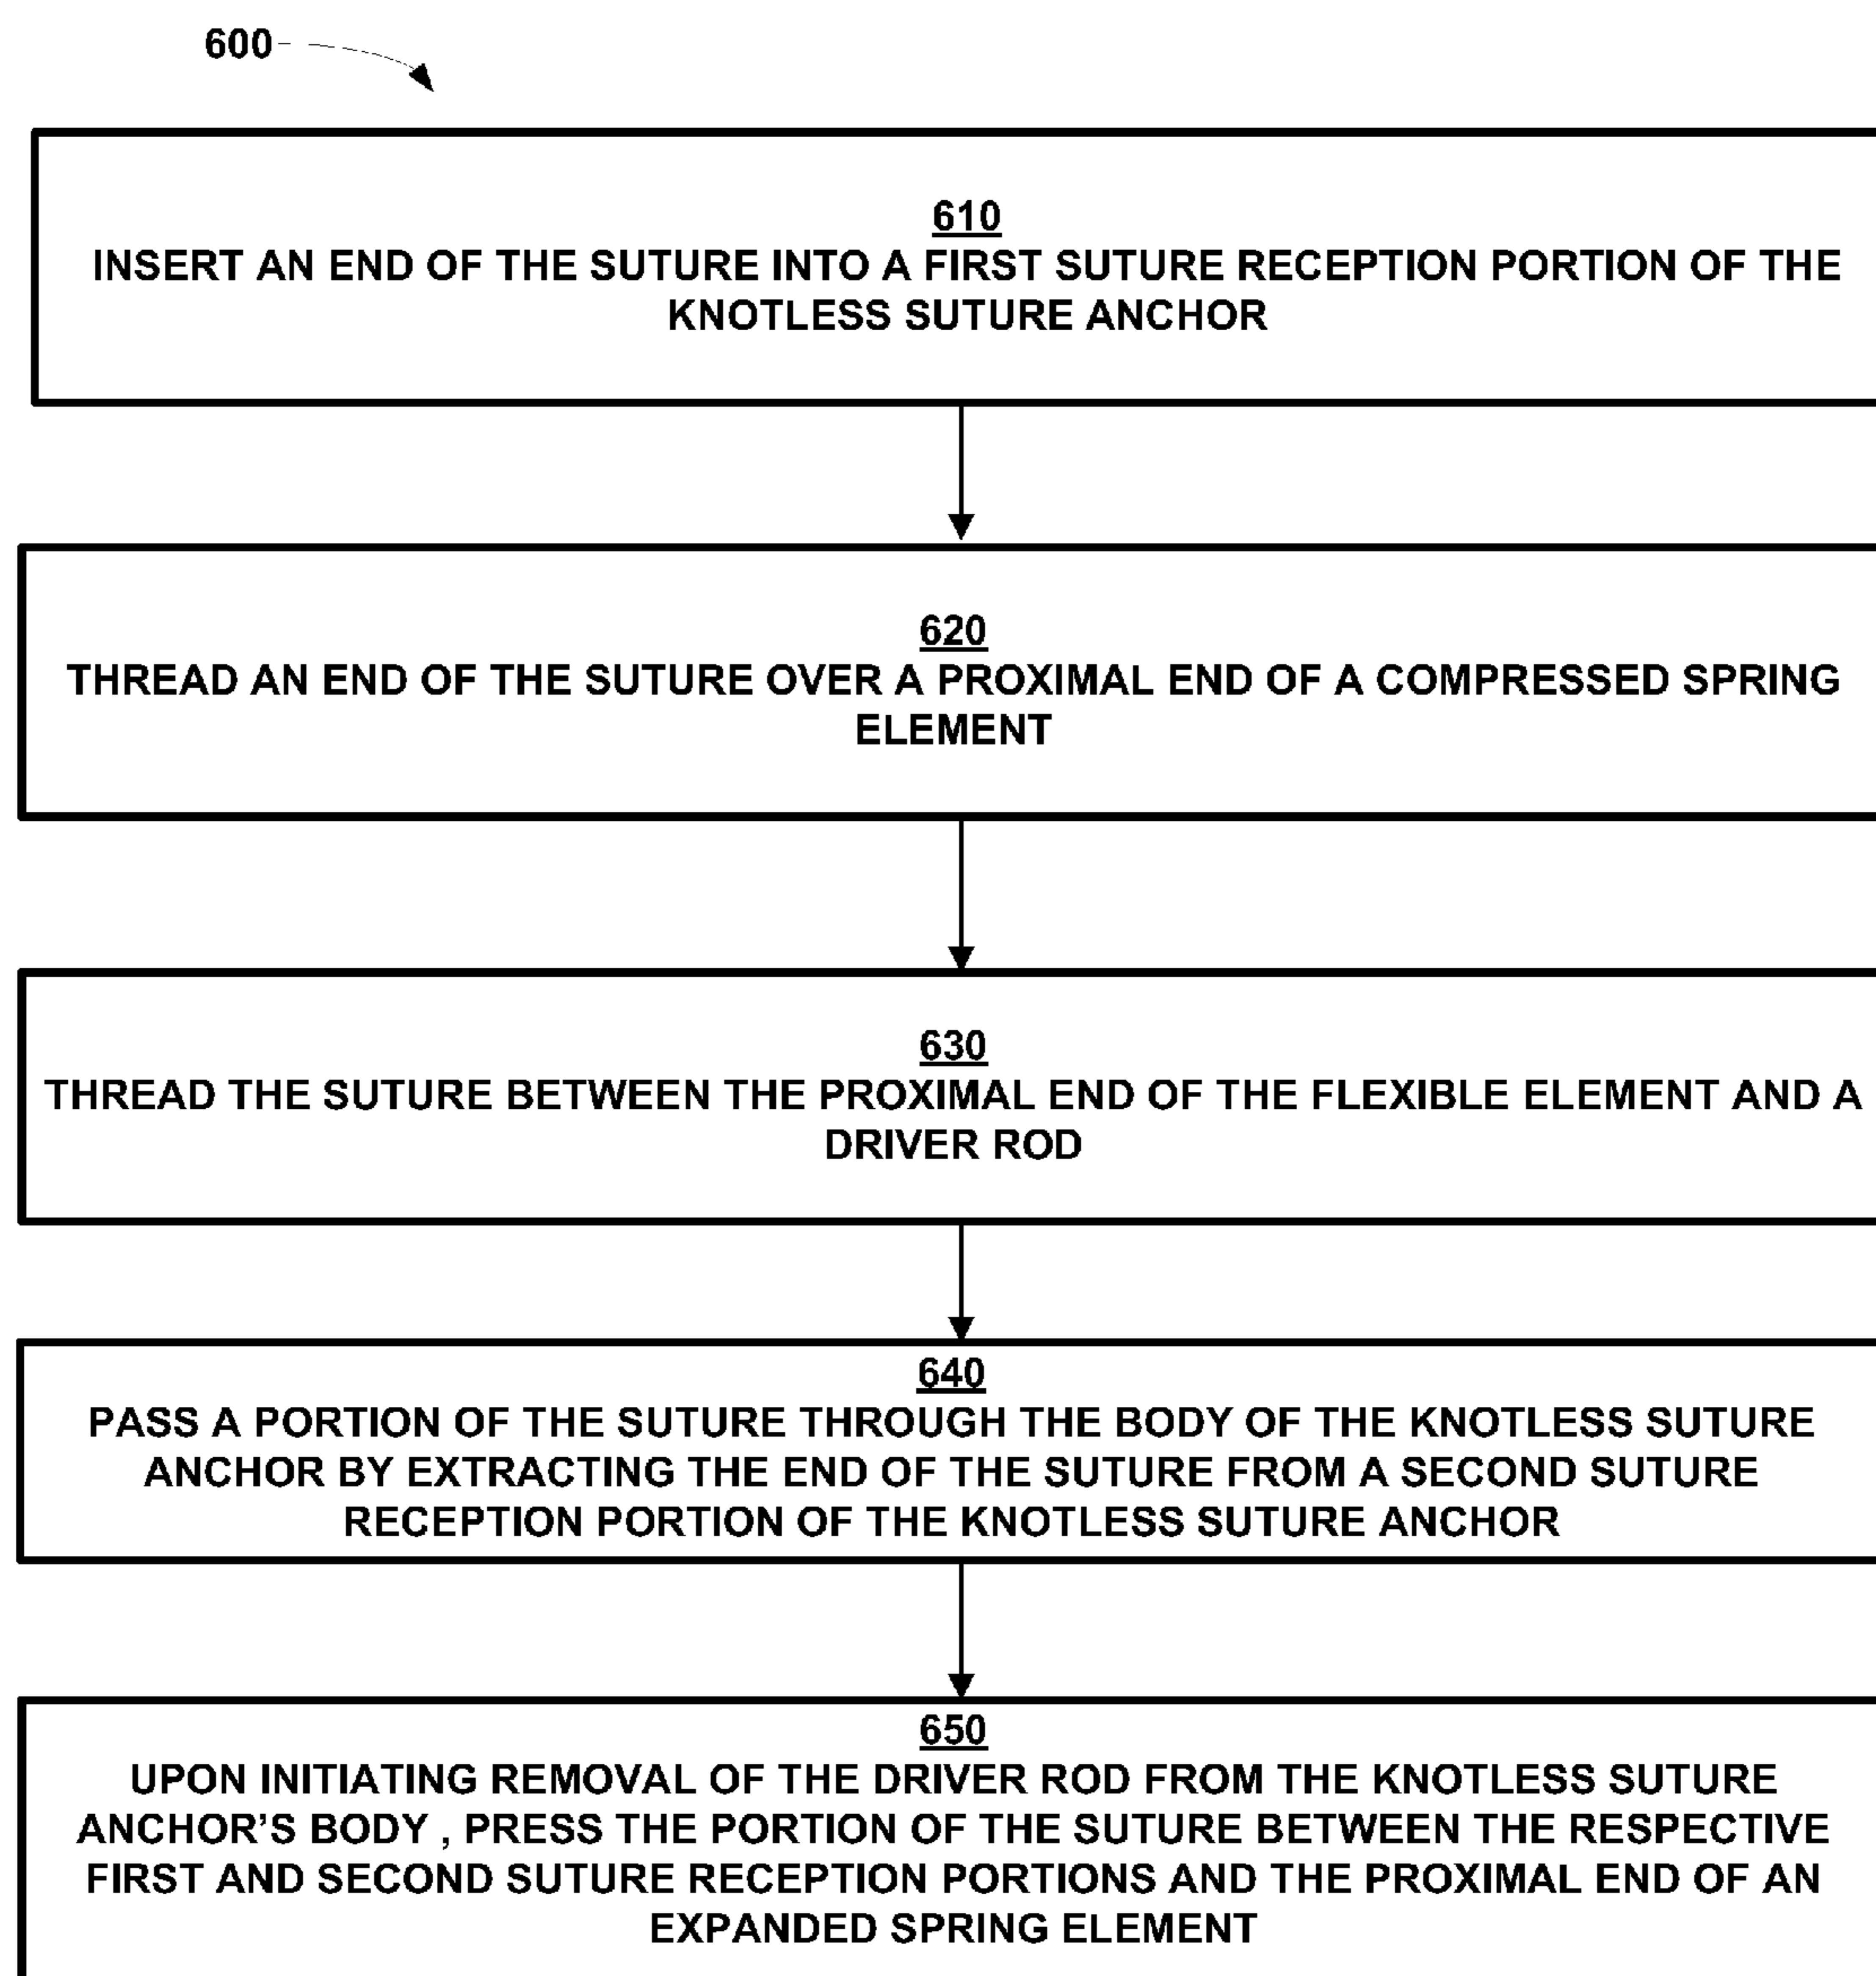 600
610
INSERT AN END OF THE SUTURE INTO A FIRST SUTURE RECEPTION PORTION OF THE
KNOTLESS SUTURE ANCHOR
620
THREAD AN END OF THE SUTURE OVER A PROXIMAL END OF A COMPRESSED SPRING
ELEMENT
630
THREAD THE SUTURE BETWEEN THE PROXIMAL END OF THE FLEXIBLE ELEMENT AND A
DRIVER ROD
640
PASS A PORTION OF THE SUTURE THROUGH THE BODY OF THE KNOTLESS SUTURE
ANCHOR BY EXTRACTING THE END OF THE SUTURE FROM A SECOND SUTURE
RECEPTION PORTION OF THE KNOTLESS SUTURE ANCHOR
650
UPON INITIATING REMOVAL OF THE DRIVER ROD FROM THE KNOTLESS SUTURE
ANCHOR’S BODY , PRESS THE PORTION OF THE SUTURE BETWEEN THE RESPECTIVE
FIRST AND SECOND SUTURE RECEPTION PORTIONS AND THE PROXIMAL END OF AN
EXPANDED SPRING ELEMENT